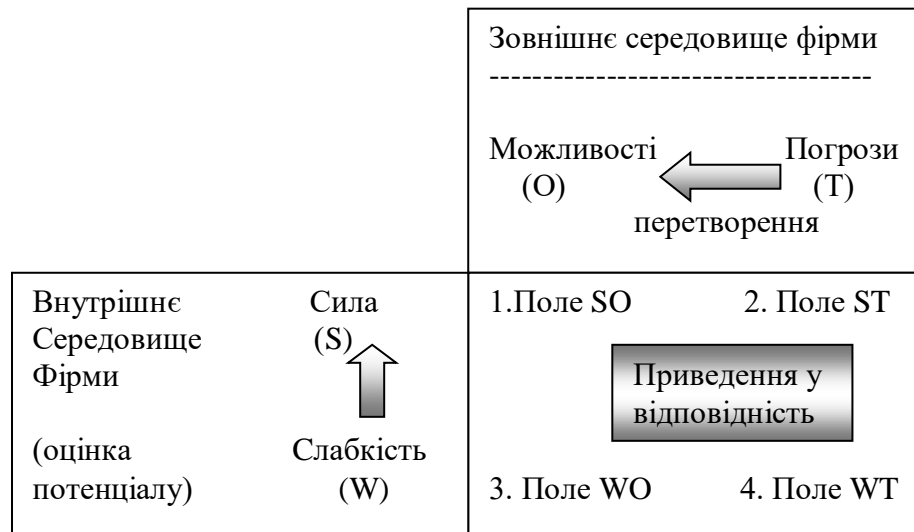 Зовнішнє середовище фірми
-----------------------------------
Можливості Погрози
(О) (Т)
перетворення
Внутрішнє Сила
Середовище (S)
Фірми
(оцінка Слабкість
потенціалу) (W)
1.Поле SO 2. Поле ST
Приведення у
відповідність
3. Поле WO 4. Поле WT